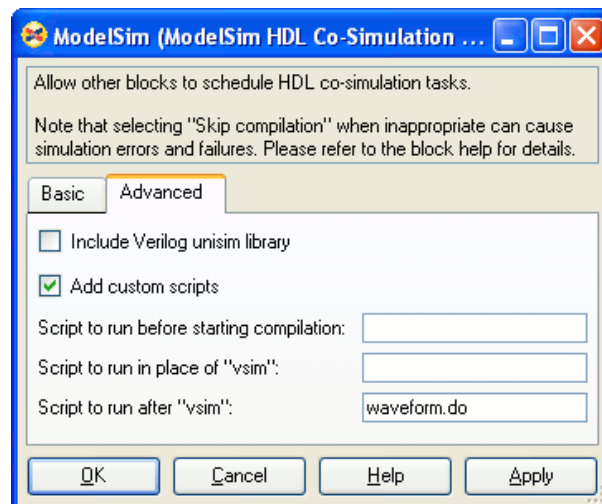 ModelSim (ModelSim HDL Co-Simulation ...
Allow other blocks to schedule HDL co-simulation tasks.
Note that selecting "Skip compilation" when inappropriate can cause
simulation errors and failures. Please refer to the block help for details.
Basic Advanced
Include Verilog unisim library
Add custom scripts
Script to run before starting compilation:
Script to run in place of "vsim":
Script to run after "vsim": waveform.do
OK Cancel Help Apply